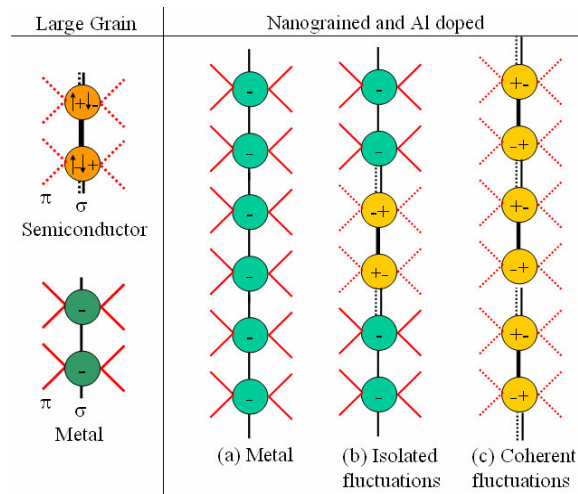 Large Grain
Nanograined and Al doped
↑+↓-
↑-↓+
π σ
Semiconductor
-
-
π σ
Metal
-
-
-
-
-
-
(a) Metal
-
-
-+
+-
-
-
(b) Isolated
fluctuations
+-
-+
+-
-+
+-
-+
(c) Coherent
fluctuations